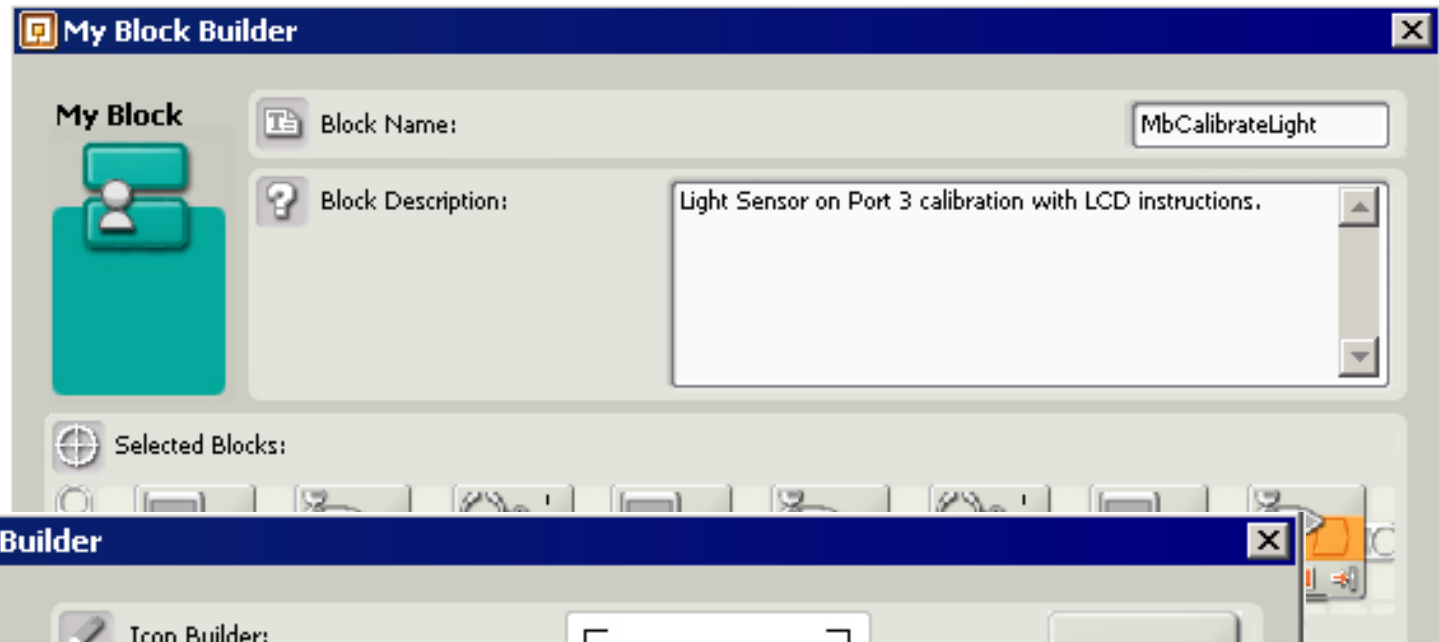 My Block Builder
My Block
Block Name:
MbCalibrateLight
Block Description:
Light Sensor on Port 3 calibration with LCD instructions.
Selected Blocks:
Builder
Icon Builder: